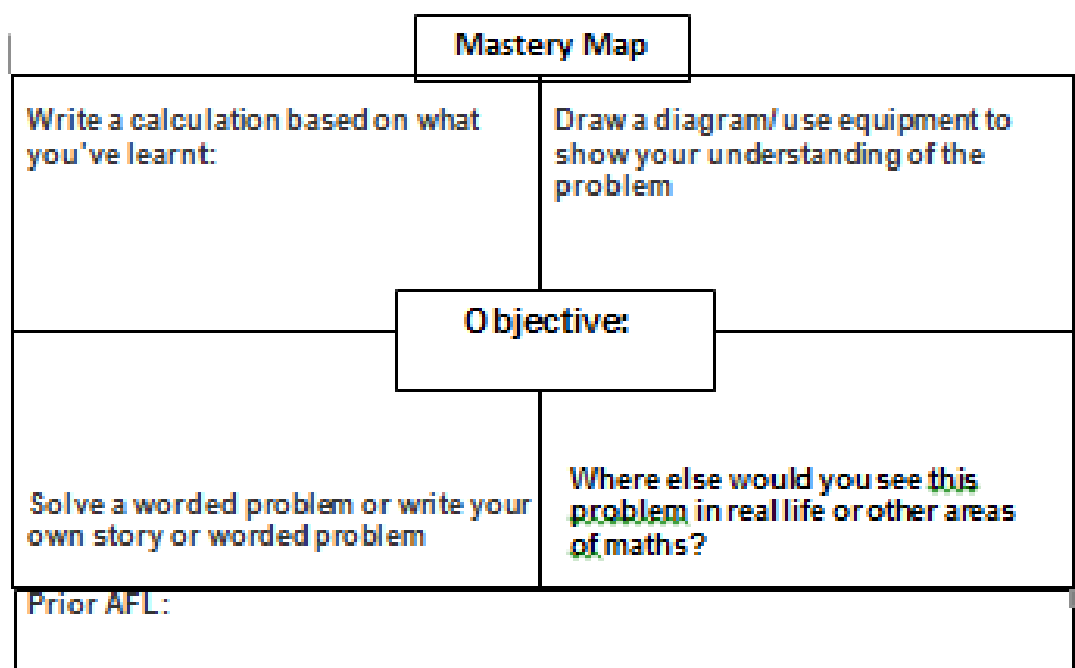 Mastery Map
Write a calculation based on what
you've learnt:
Draw a diagram/ use equipment to
show your understanding of the
problem
Objective:
Solve a worded problem or write your
own story or worded problem
Where else would you see this
problem in real life or other areas
of maths?
Prior AFL: